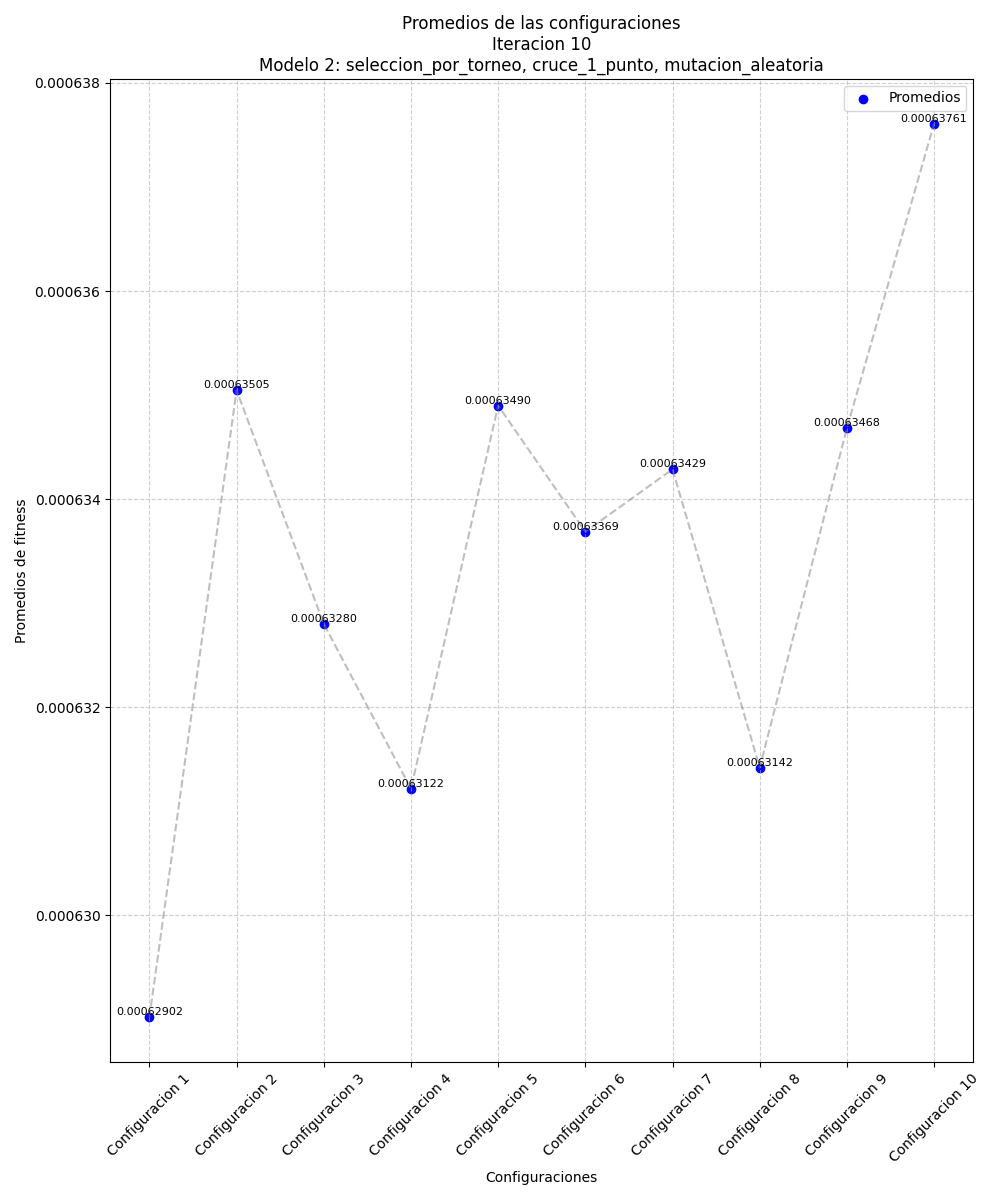 Promedios de las configuraciones
Iteracion 10
Modelo 2: seleccion_por_torneo, cruce_1_punto, mutacion_aleatoria
Promedios
0.000638
0.000636
0.000634
0.000632
0.000630
Promedios de fitness
0.00062902
0.00063505
0.00063280
0.00063122
0.00063490
0.00063369
0.00063429
0.00063142
0.00063468
0.00063761
Configuracion 1
Configuracion 2
Configuracion 3
Configuracion 4
Configuracion 5
Configuracion 6
Configuracion 7
Configuracion 8
Configuracion 9
Configuracion 10
Configuraciones